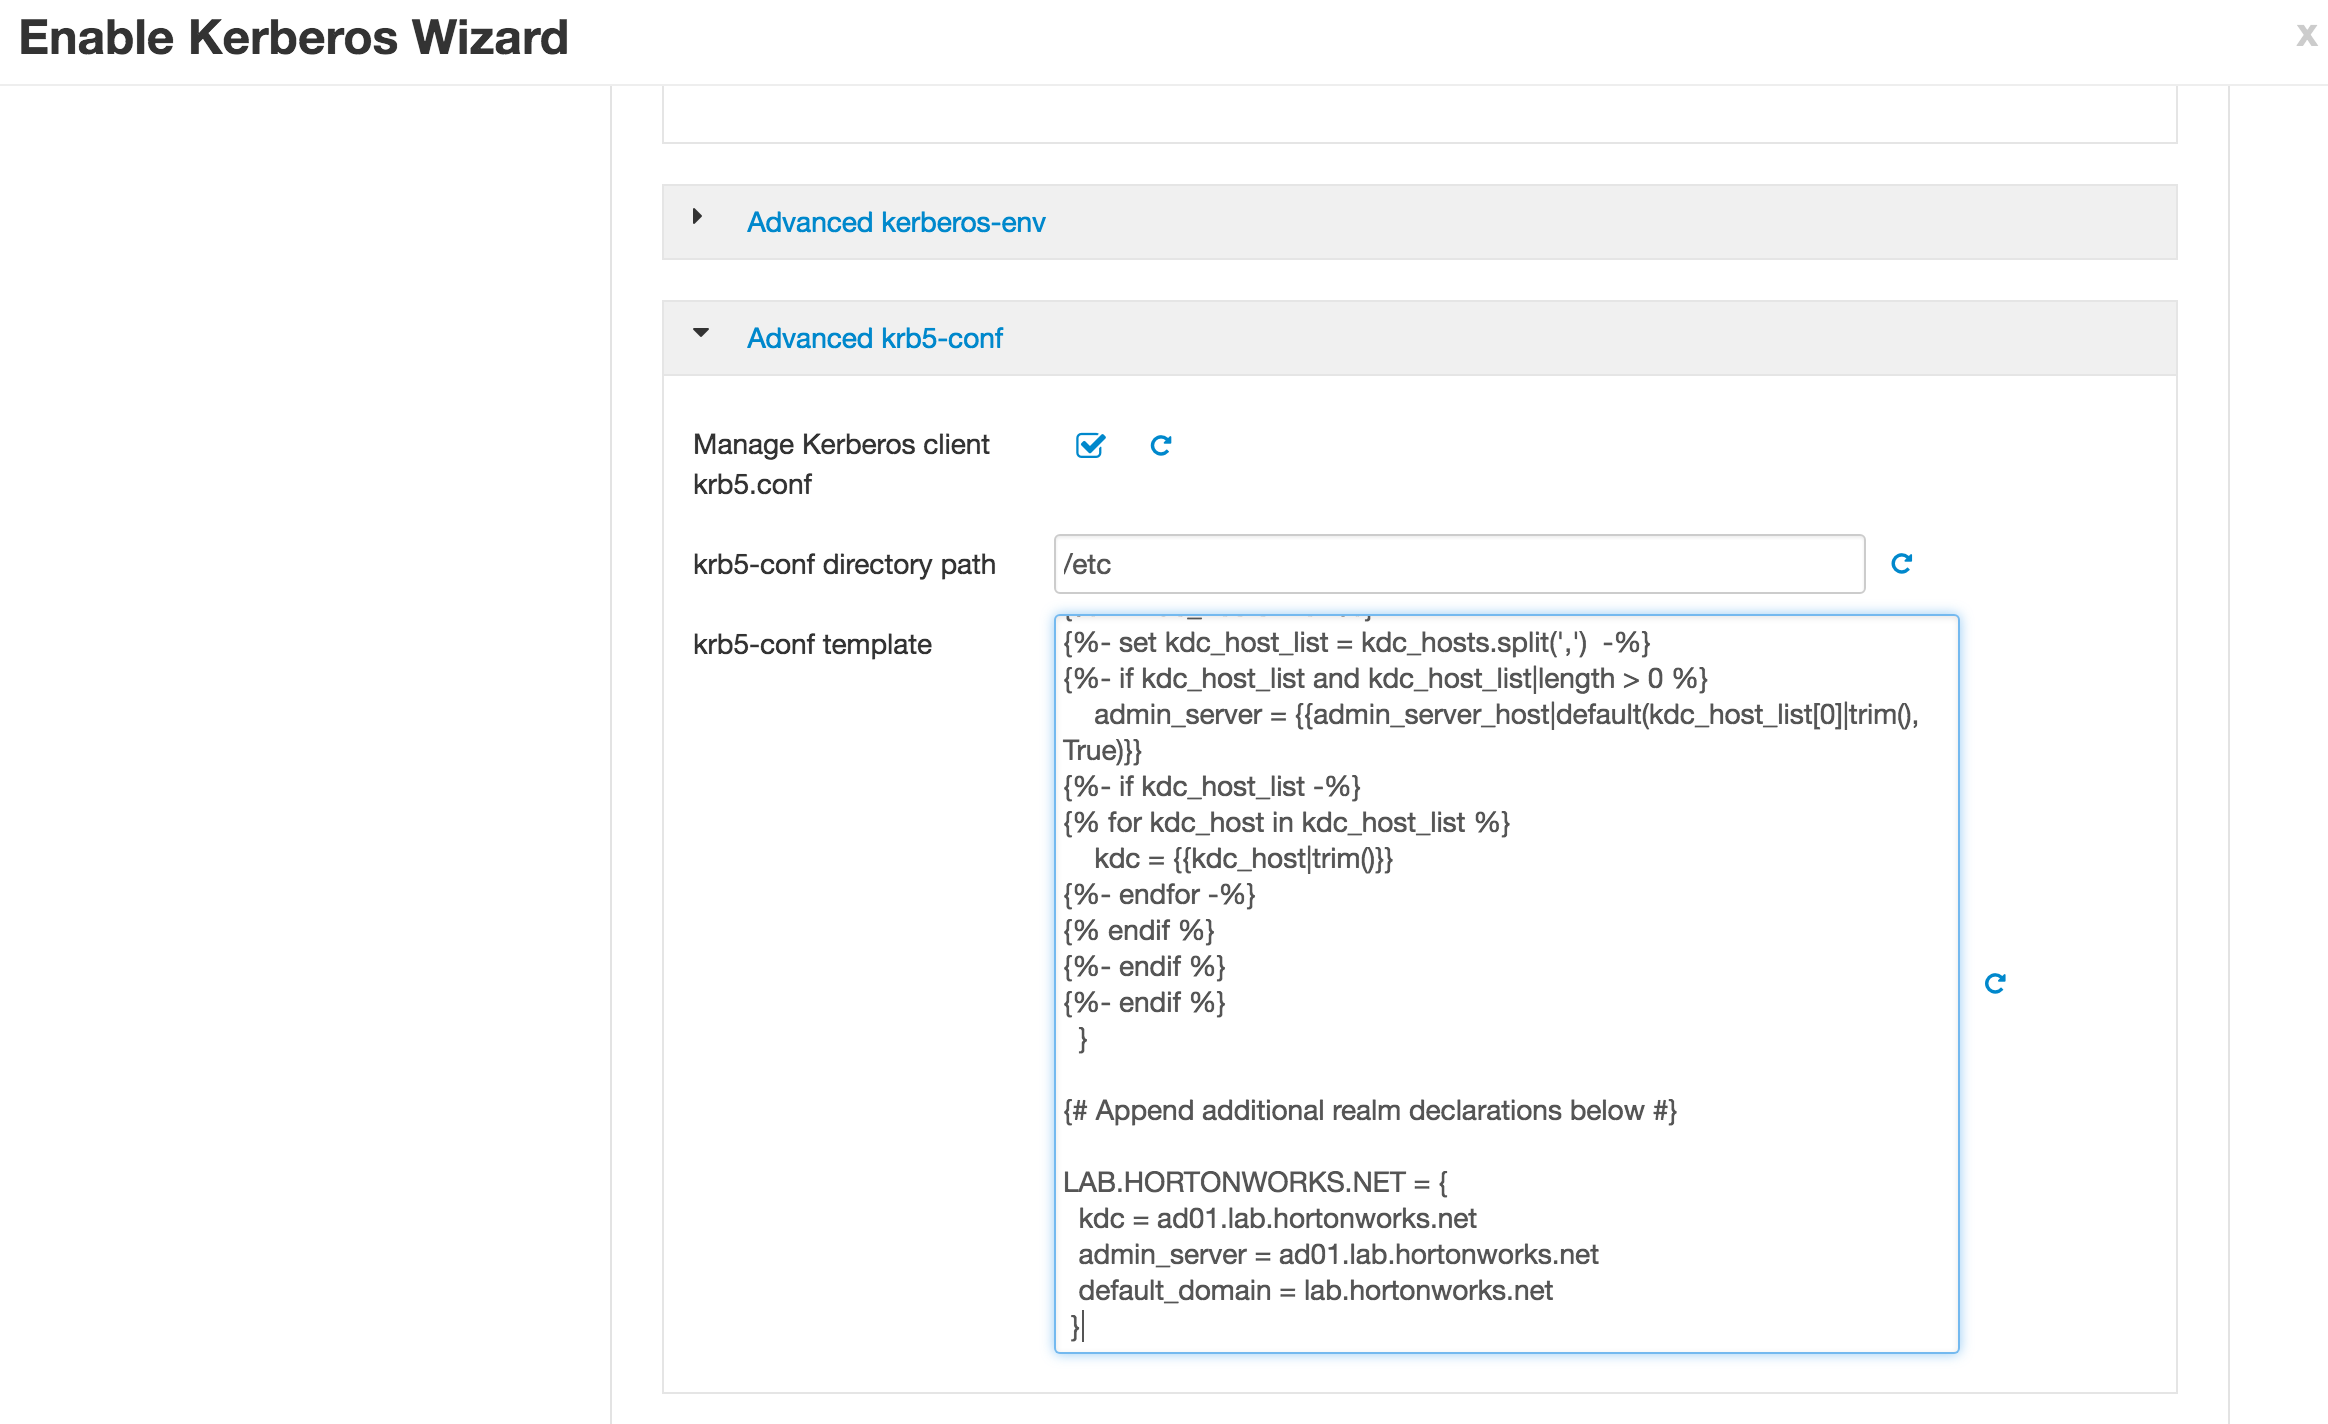 Enable Kerberos Wizard
x
Advanced kerberos-env
Advanced krb5-conf
Manage Kerberos client
krb5.conf
krb5-conf directory path
/etc
krb5-conf template
{%- set kdc_host_list = kdc_hosts.split(',')  -%}
{%- if kdc_host_list and kdc_host_list|length > 0 %}
    admin_server = {{admin_server_host|default(kdc_host_list[0]|trim(),
True)}}
{%- if kdc_host_list -%}
{% for kdc_host in kdc_host_list %}
    kdc = {{kdc_host|trim()}}
{%- endfor -%}
{% endif %}
{%- endif %}
{%- endif %}
  }
{# Append additional realm declarations below #}
LAB.HORTONWORKS.NET = {
  kdc = ad01.lab.hortonworks.net
  admin_server = ad01.lab.hortonworks.net
  default_domain = lab.hortonworks.net
 }